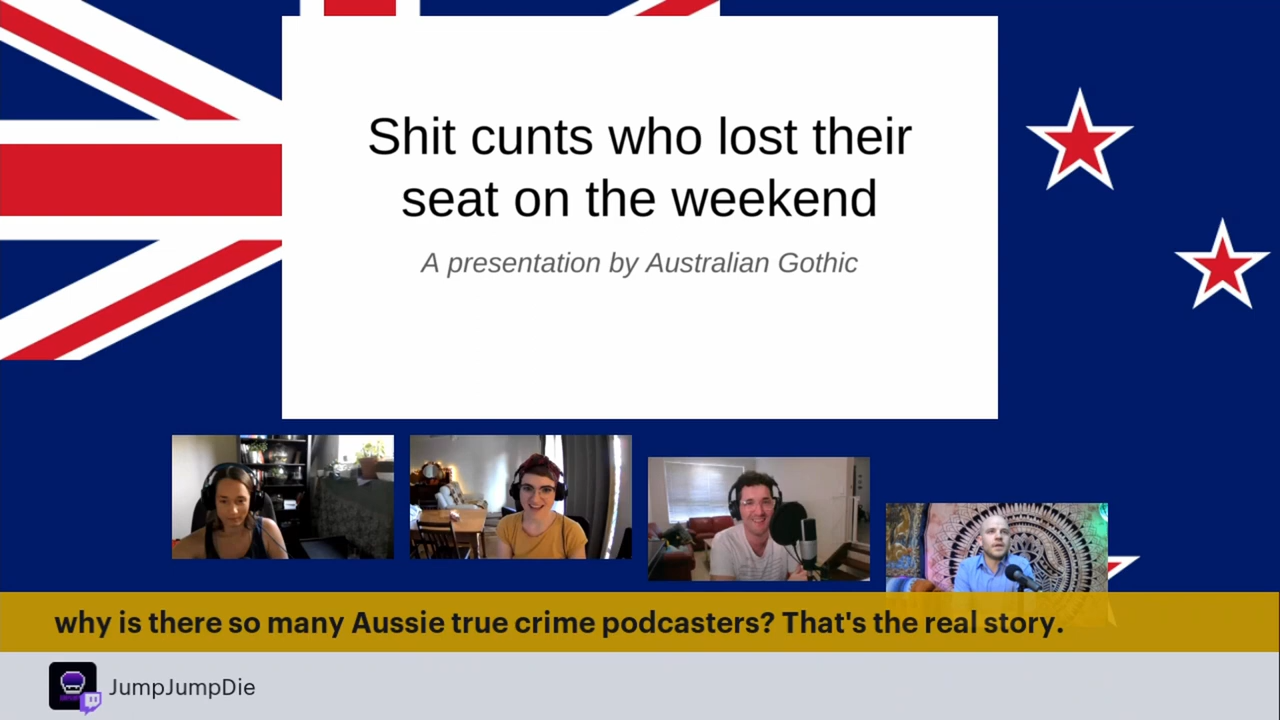 Shit cunts who lost their
seat on the weekend
A presentation by Australian Gothic
why is there so many Aussie true crime podcasters? That's the real story.
JumpJumpDie